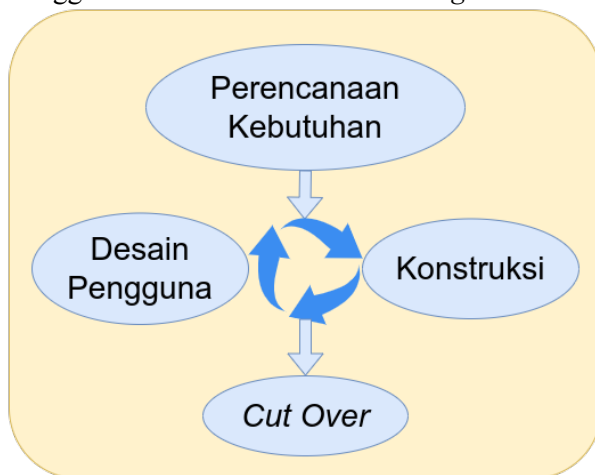 Perencanaan
Kebutuhan
Desain
Pengguna
Konstruksi
Cut Over